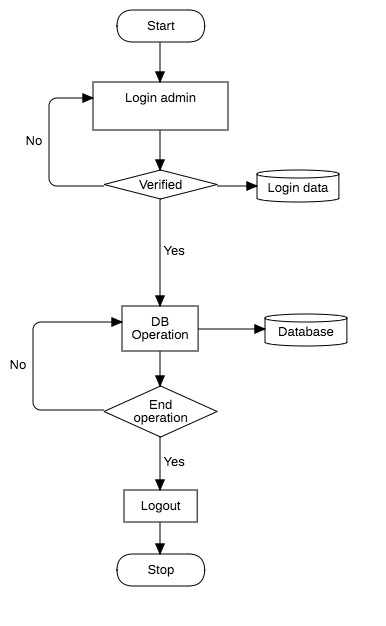 Start
Login admin
No
Verified
Login data
Yes
DB
Operation
Database
No
End
operation
Yes
Logout
Stop